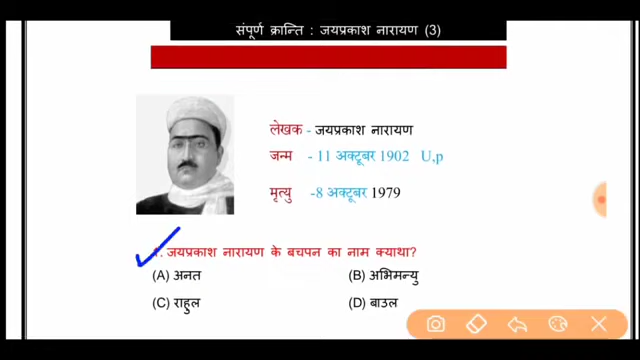 संपूर्ण क्रान्ति : जयप्रकाश नारायण (3)
लेखक - जयप्रकाश नारायण
जन्म - 11 अक्टूबर 1902 U,p
मृत्यु -8 अक्टूबर 1979
1. जयप्रकाश नारायण के बचपन का नाम क्याथा?
(A) अनत (B) अभिमन्यु
(C) राहुल (D) बाउल